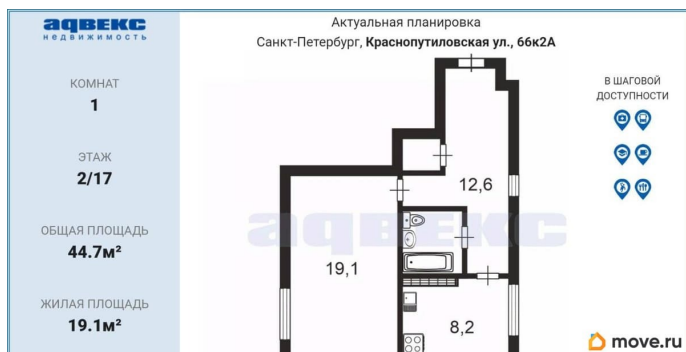 адвекс
НЕДВИЖИМОСТЬ
КОМНАТ
1
ЭТАЖ
2/17
ОБЩАЯ ПЛОЩАДЬ
44.7м²
ЖИЛАЯ ПЛОЩАДЬ
19.1м²
Актуальная планировка
Санкт-Петербург, Краснопутиловская ул., 66к2А
12,6
адвекс
19,1
8,2
В ШАГОВОЙ
ДОСТУПНОСТИ
move.ru